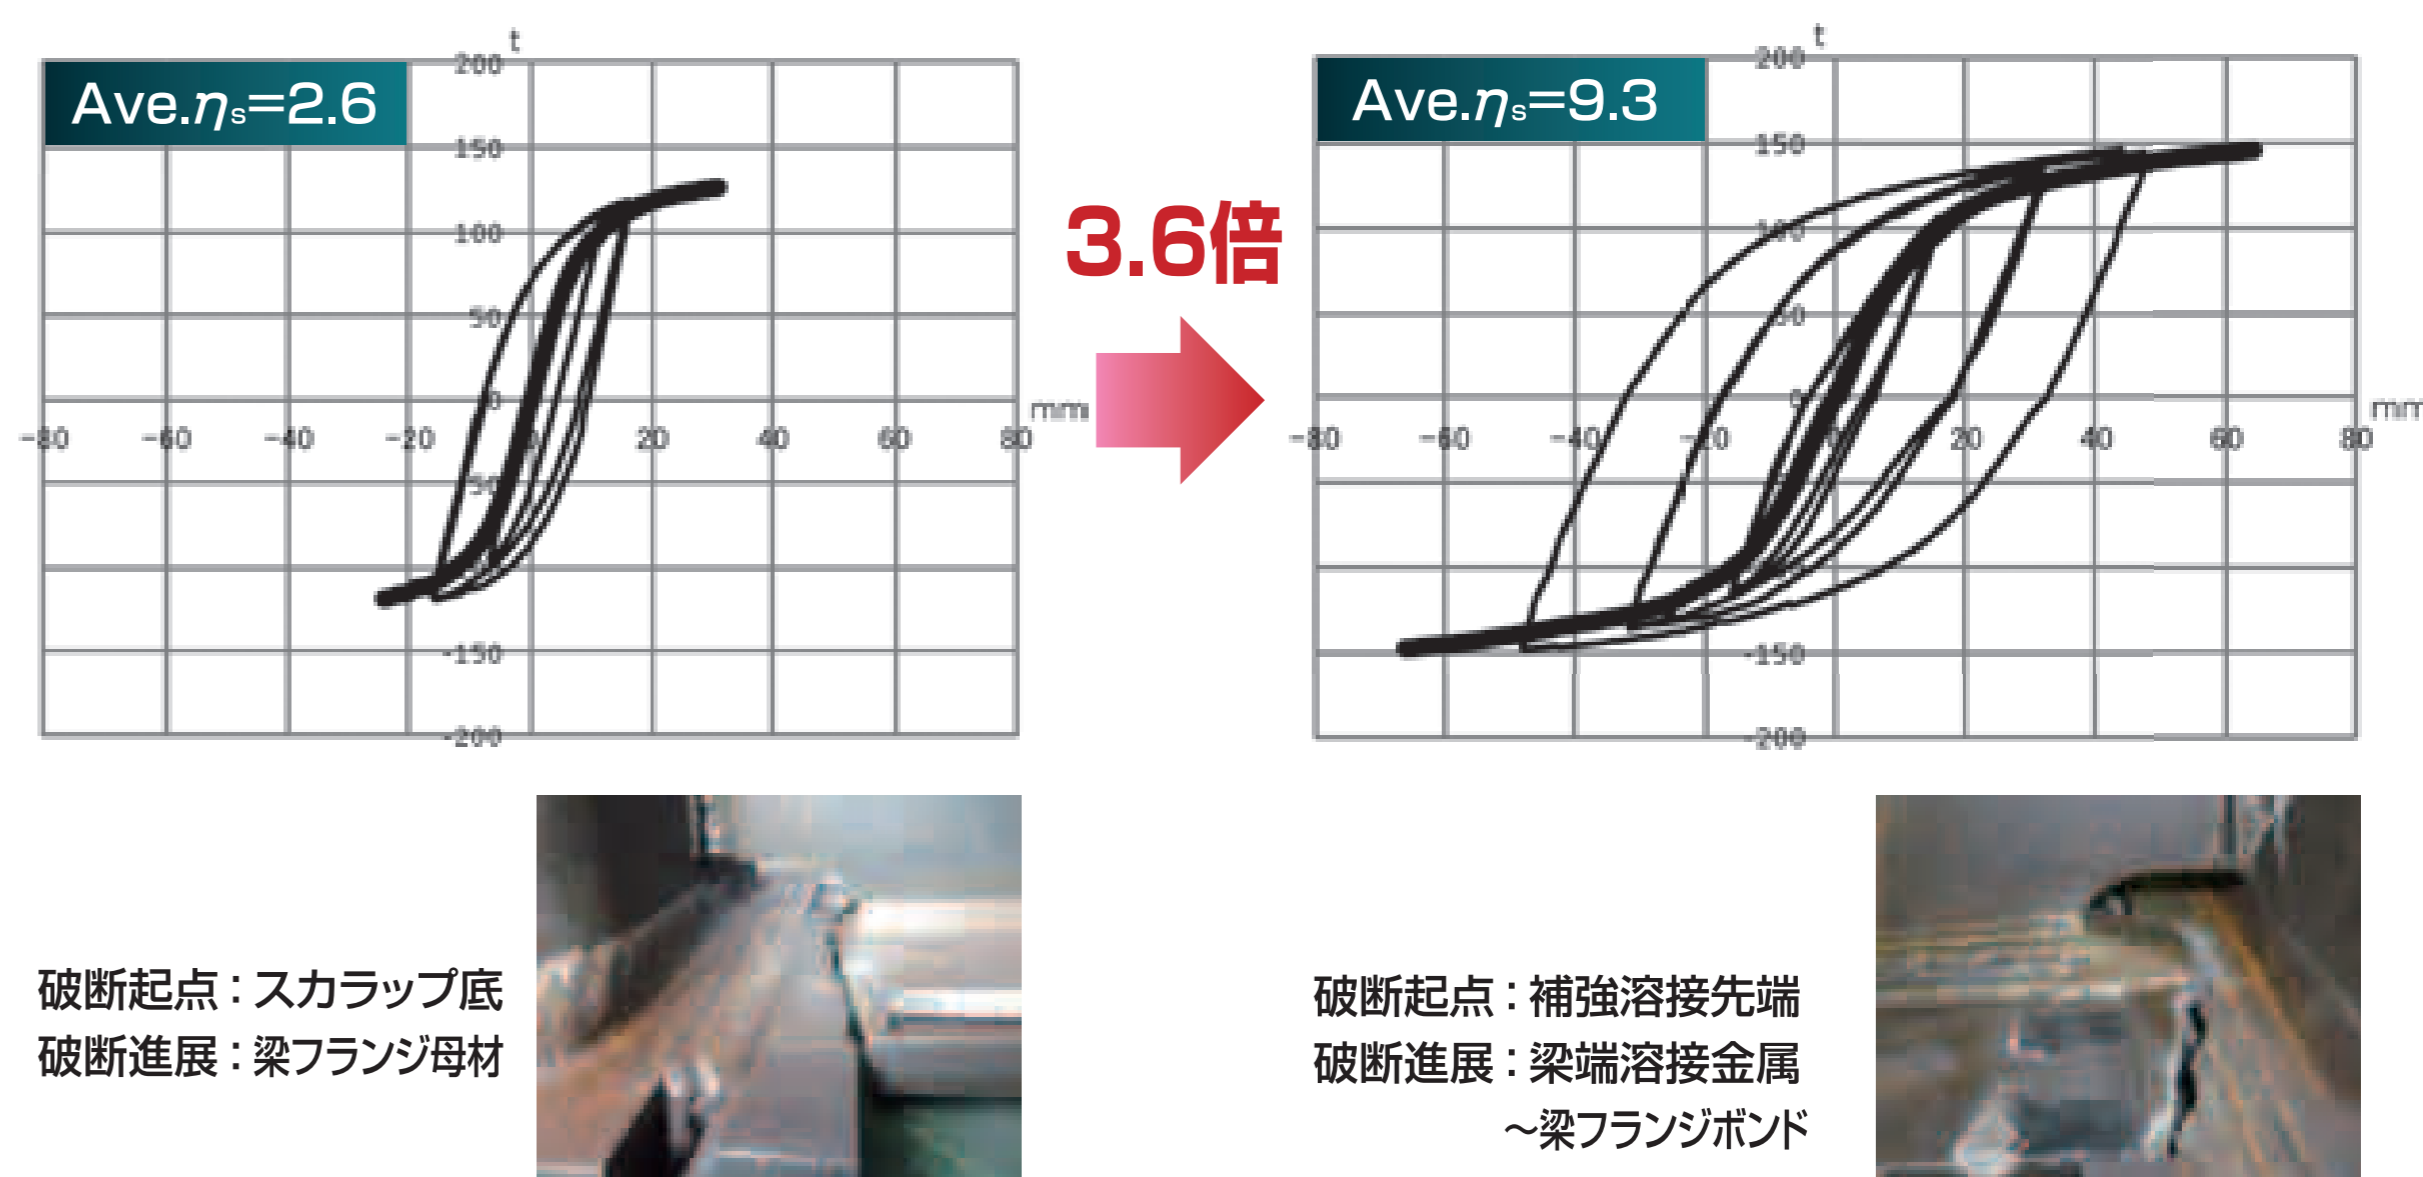 t
200
Ave.ηs=2.6
150
100
50
0
mm
-80 -60 -40 -20 0 20 40 60 80
-150
-200
3.6倍
t
200
Ave.ηs=9.3
150
100
50
0
mm
-80 -60 -40 -20 0 20 40 60 80
-150
-200
破断起点：スカラップ底
破断進展：梁フランジ母材
破断起点：補強溶接先端
破断進展：梁端溶接金属
～梁フランジボンド